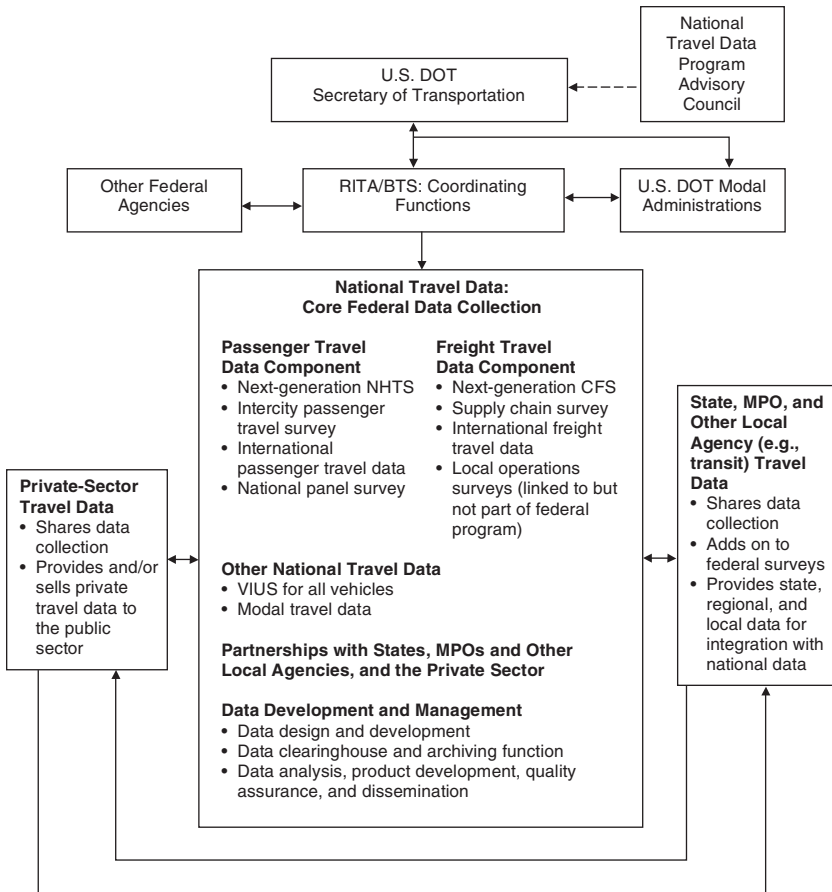 National
Travel Data
Program
Advisory
Council
U.S. DOT
Secretary of Transportation
Other Federal
Agencies
RITA/BTS: Coordinating
Functions
U.S. DOT Modal
Administrations
National Travel Data:
Core Federal Data Collection
Passenger Travel
Data Component
• Next-generation NHTS
• Intercity passenger
travel survey
• International
passenger travel data
• National panel survey
Freight Travel
Data Component
• Next-generation CFS
• Supply chain survey
• International freight
travel data
• Local operations
surveys (linked to but
not part of federal
program)
Other National Travel Data
• VIUS for all vehicles
• Modal travel data
Partnerships with States, MPOs and Other
Local Agencies, and the Private Sector
Data Development and Management
• Data design and development
• Data clearinghouse and archiving function
• Data analysis, product development, quality
assurance, and dissemination
Private-Sector
Travel Data
• Shares data
collection
• Provides and/or
sells private
travel data to
the public
sector
State, MPO, and
Other Local
Agency (e.g.,
transit) Travel
Data
• Shares data
collection
• Adds on to
federal surveys
• Provides state,
regional, and
local data for
integration with
national data